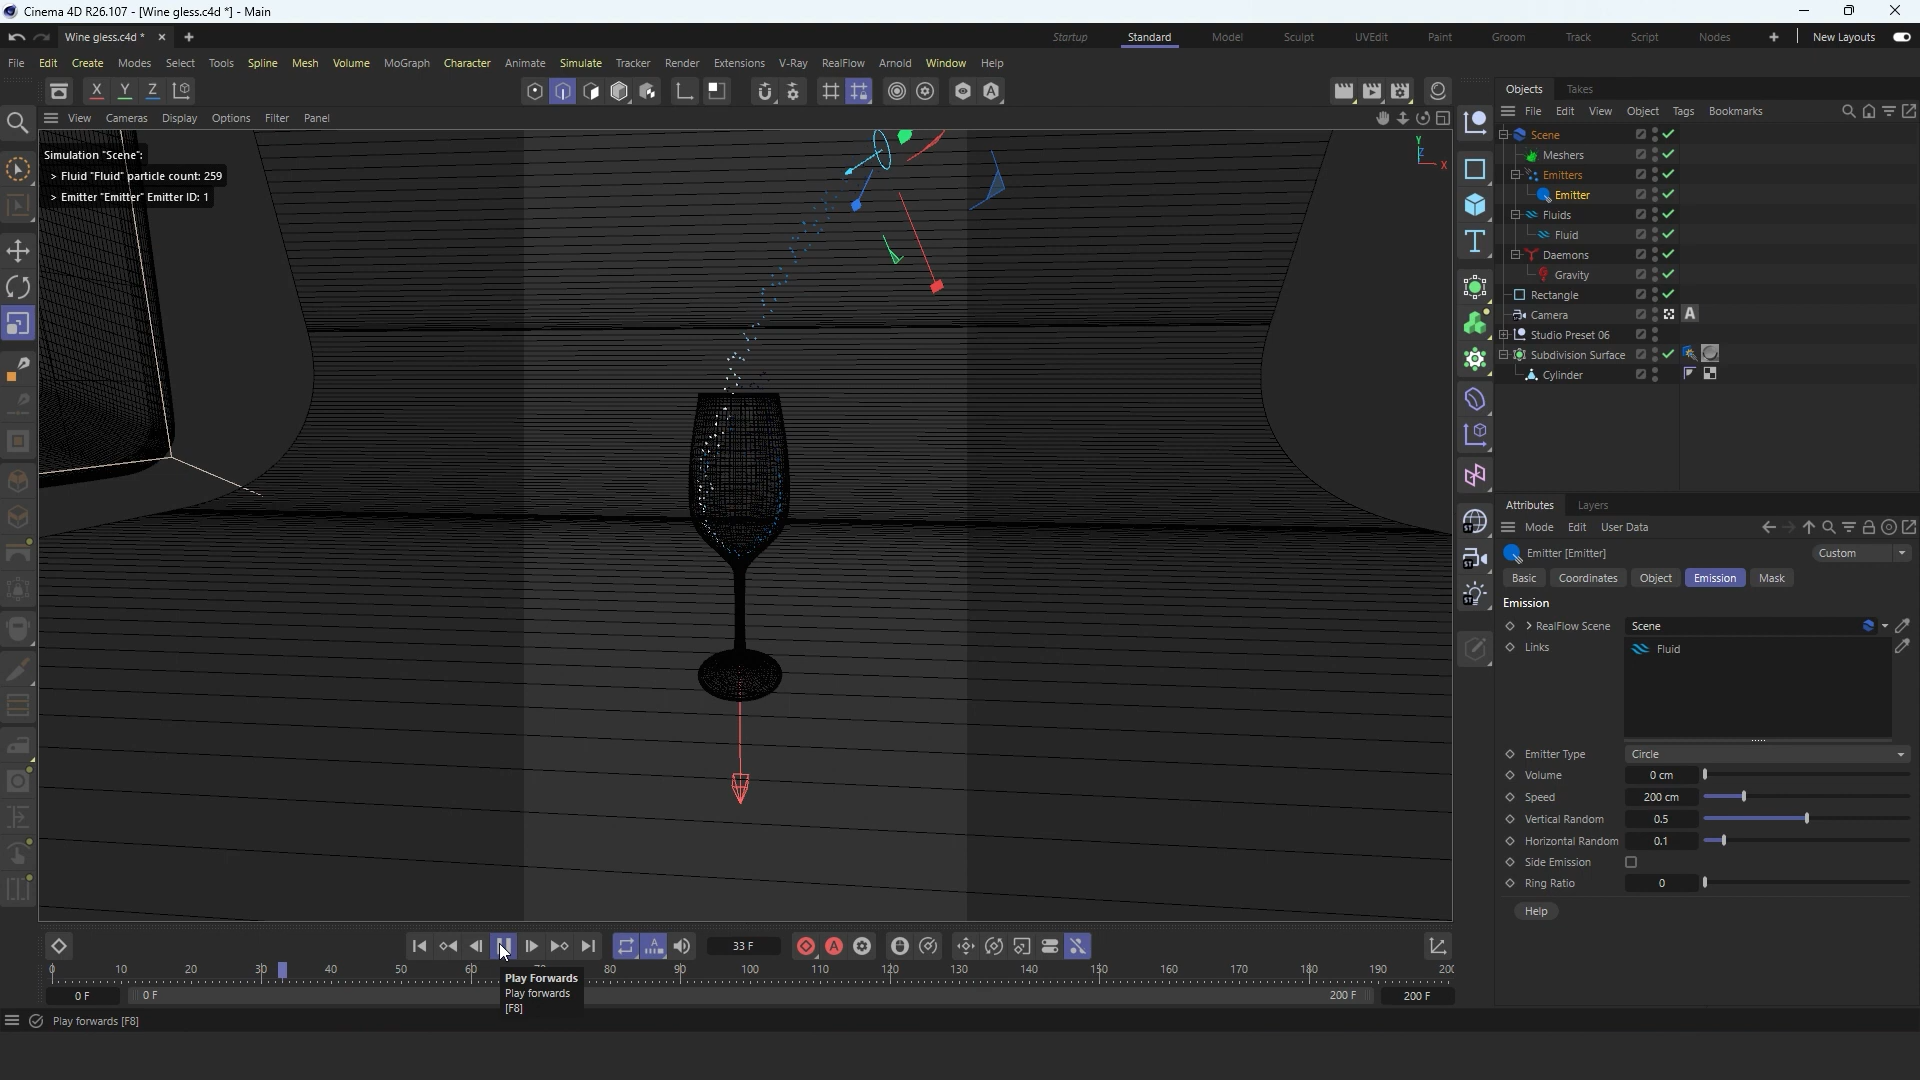 Cinema 4D R26.107 - [Wine gless.c4d *] - Main
Wine gless.c4d *
Startup Standard Model Sculpt UVEdit Paint Groom Track Script Nodes New Layouts
File Edit Create Modes Select Tools Spline Mesh Volume MoGraph Character Animate Simulate Tracker Render Extensions V-Ray RealFlow Arnold Window Help
X Y Z
View Cameras Display Options Filter Panel
Simulation "Scene":
> Fluid "Fluid" particle count: 259
> Emitter "Emitter" Emitter ID: 1
Y
Z
X
Objects Takes
File Edit View Object Tags Bookmarks
Scene
Meshers
Emitters
Emitter
Fluids
Fluid
Daemons
Gravity
Rectangle
Camera
Studio Preset 06
Subdivision Surface
Cylinder
Attributes Layers
Mode Edit User Data
Emitter [Emitter] Custom
Basic Coordinates Object Emission Mask
Emission
> RealFlow Scene Scene
Links Fluid
Emitter Type Circle
Volume 0 cm
Speed 200 cm
Vertical Random 0.5
Horizontal Random 0.1
Side Emission
Ring Ratio 0
Help
33 F
0 10 20 30 40 50 60 70 80 90 100 110 120 130 140 150 160 170 180 190 200
0 F 0 F 200 F 200 F
Play Forwards
Play forwards
[F8]
Play forwards [F8]